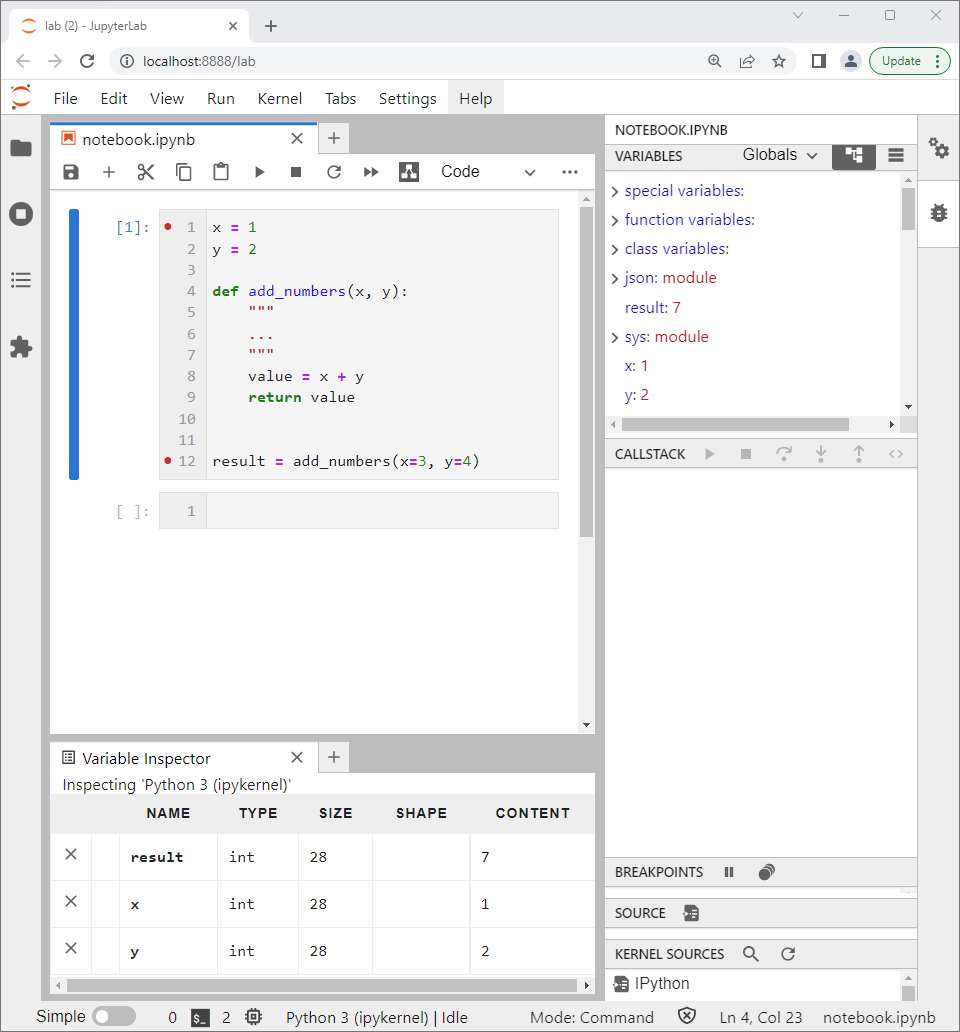 lab (2) - JupyterLab
localhost:8888/lab
Update
File Edit View Run Kernel Tabs Settings Help
notebook.ipynb
Code
[1]:
1 x = 1
2 y = 2
3
4 def add_numbers(x, y):
5 """
6 ...
7 """
8 value = x + y
9 return value
10
11
12 result = add_numbers(x=3, y=4)
[ ]: 1
NOTEBOOK.IPYNB
VARIABLES Globals
special variables:
function variables:
class variables:
json: module
result: 7
sys: module
x: 1
y: 2
CALLSTACK
BREAKPOINTS
SOURCE
KERNEL SOURCES
IPython
Variable Inspector
Inspecting 'Python 3 (ipykernel)'
NAME TYPE SIZE SHAPE CONTENT
result int 28 7
x int 28 1
y int 28 2
Simple 0 $_ 2 Python 3 (ipykernel) | Idle Mode: Command Ln 4, Col 23 notebook.ipynb